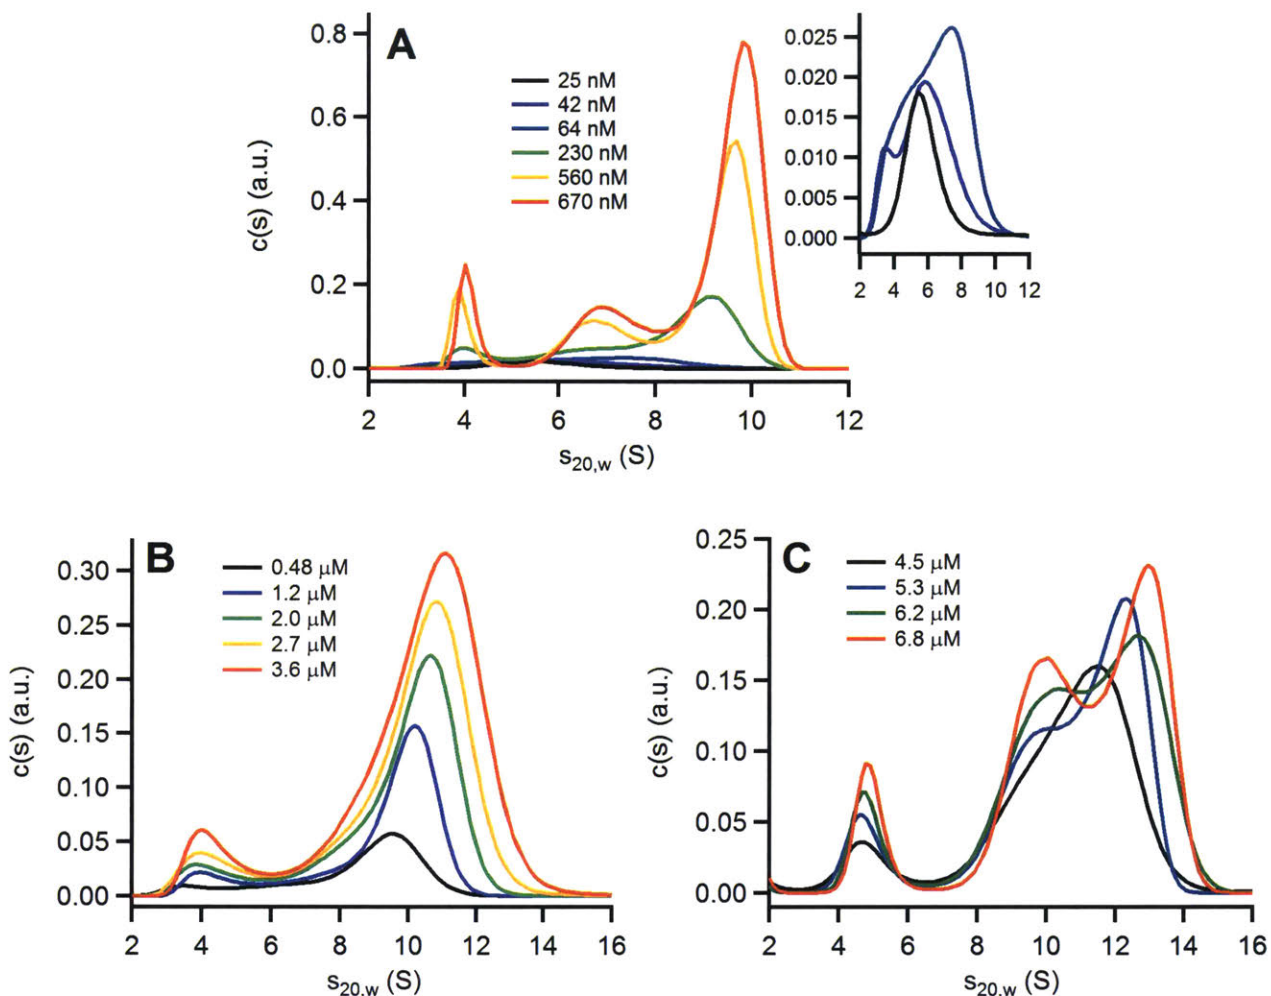 A
0.8
0.6
0.4
0.2
0.0
c(s) (a.u.)
25 nM
42 nM
64 nM
230 nM
560 nM
670 nM
2 4 6 8 10 12
s20,w (S)
0.025
0.020
0.015
0.010
0.005
0.000
2 4 6 8 10 12
B
0.30
0.25
0.20
0.15
0.10
0.05
0.00
c(s) (a.u.)
0.48 μM
1.2 μM
2.0 μM
2.7 μM
3.6 μM
2 4 6 8 10 12 14 16
s20,w (S)
C
0.25
0.20
0.15
0.10
0.05
0.00
c(s) (a.u.)
4.5 μM
5.3 μM
6.2 μM
6.8 μM
2 4 6 8 10 12 14 16
s20,w (S)